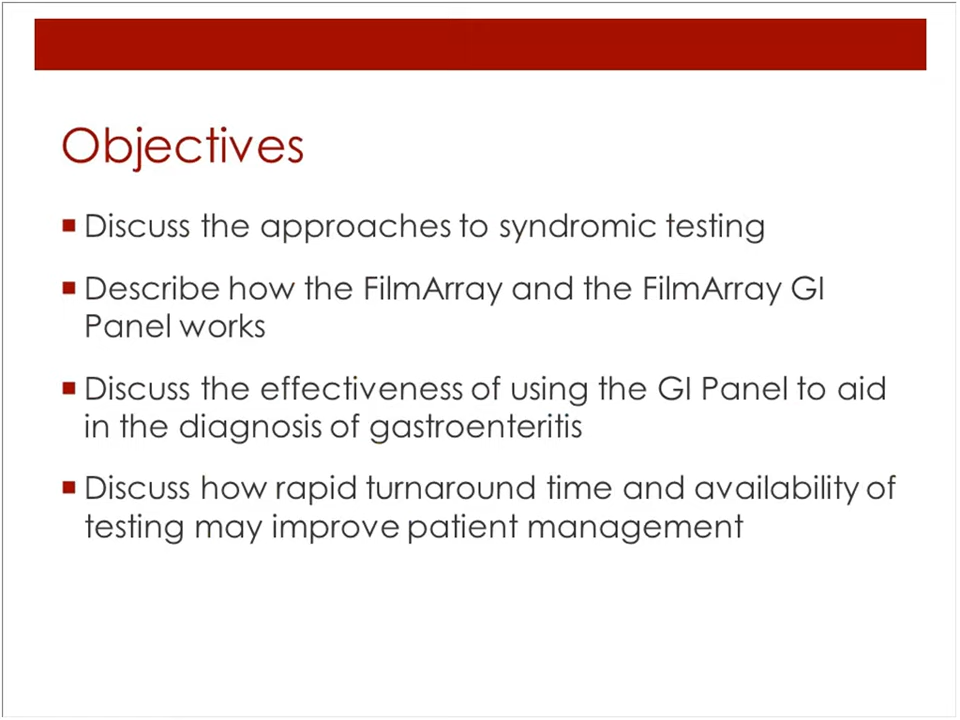 Objectives
Discuss the approaches to syndromic testing
Describe how the FilmArray and the FilmArray GI
Panel works
Discuss the effectiveness of using the GI Panel to aid
in the diagnosis of gastroenteritis
Discuss how rapid turnaround time and availability of
testing may improve patient management